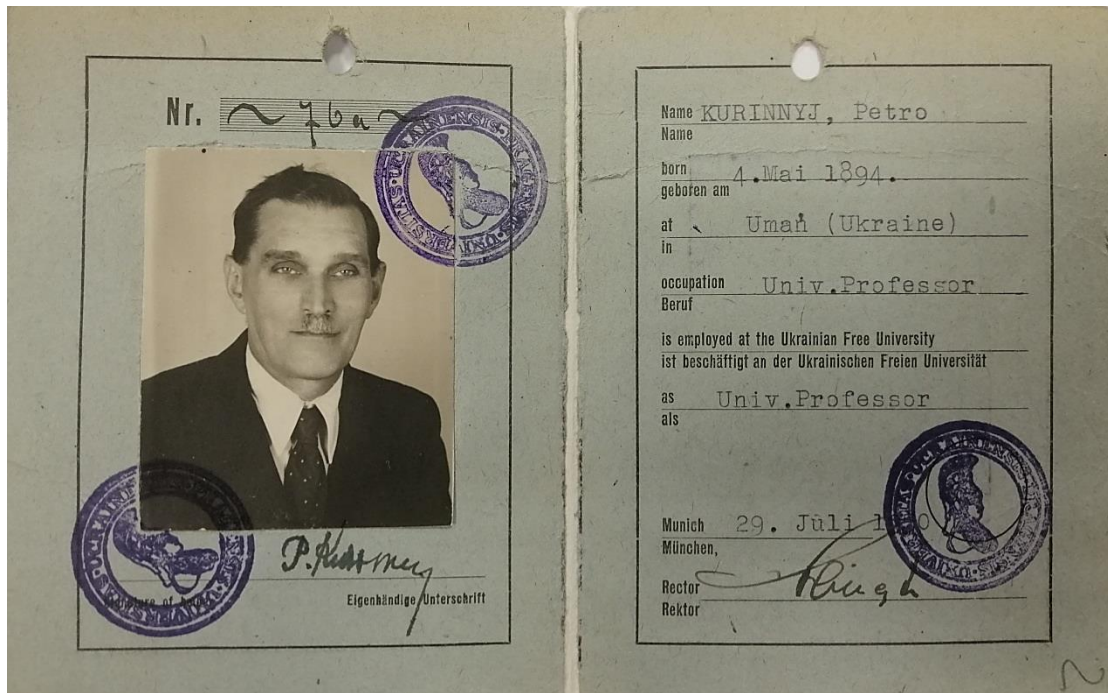 Nr. ~ 76a ~
Eigenhändige Unterschrift
Name KURINNYJ, Petro
Name
born 4.Mai 1894.
geboren am
at Umań (Ukraine)
in
occupation Univ.Professor
Beruf
is employed at the Ukrainian Free University
ist beschäftigt an der Ukrainischen Freien Universität
as Univ.Professor
als
Munich 29. Juli
München,
Rector
Rektor